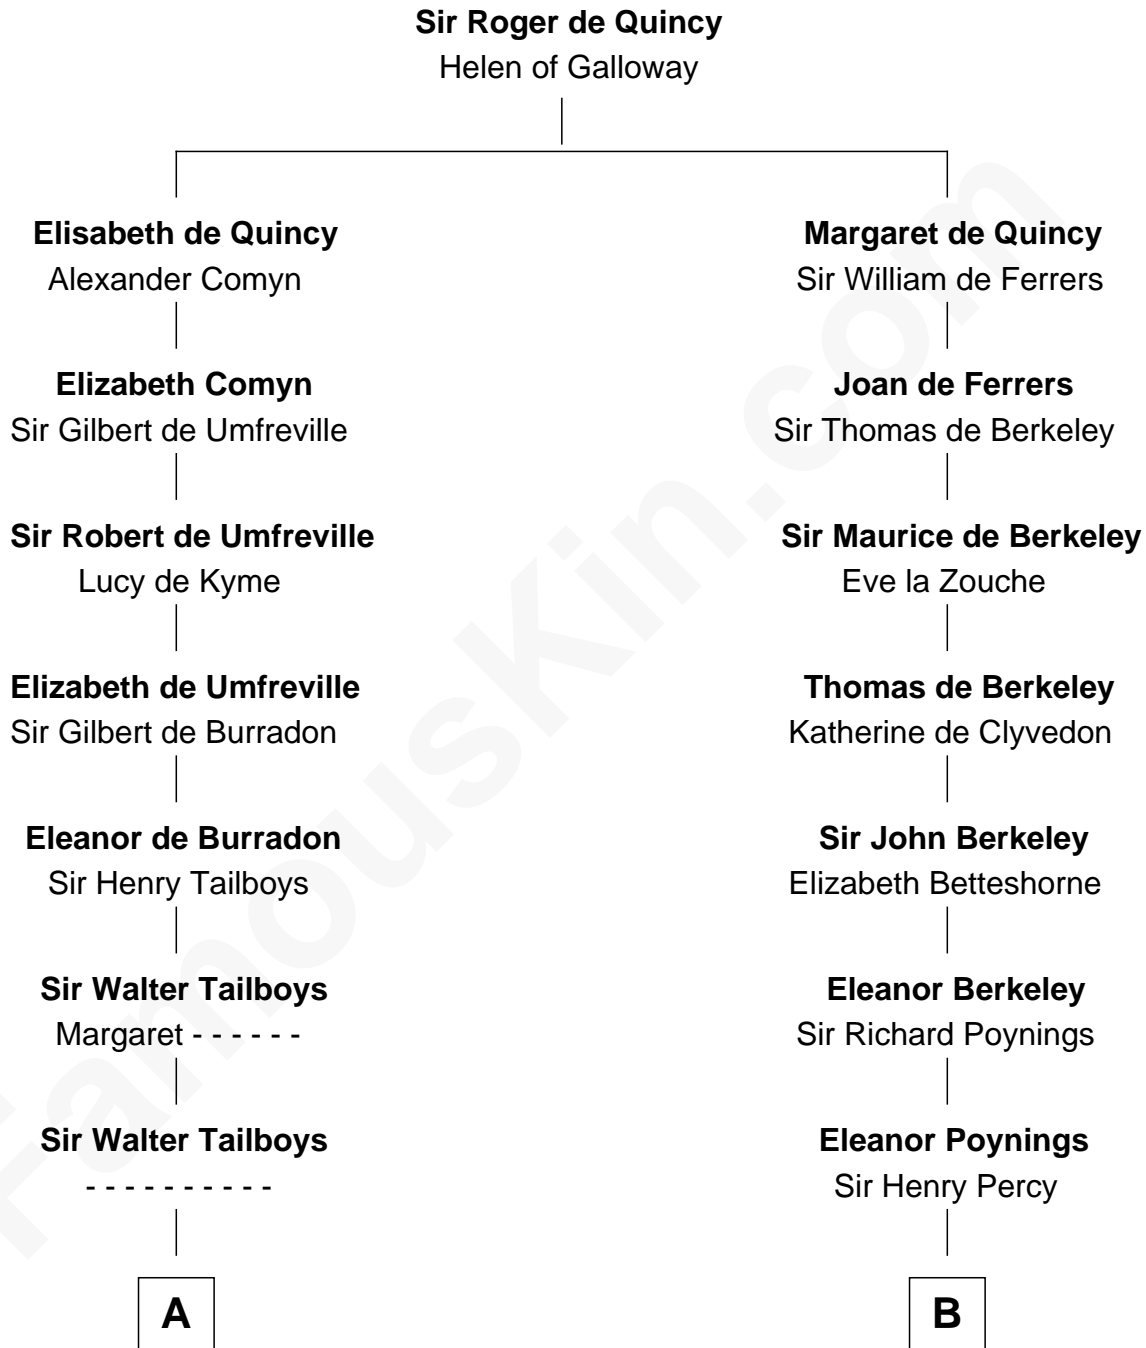 Sir Roger de Quincy
Helen of Galloway
Elisabeth de Quincy
Alexander Comyn
Margaret de Quincy
Sir William de Ferrers
Elizabeth Comyn
Sir Gilbert de Umfreville
Joan de Ferrers
Sir Thomas de Berkeley
Sir Robert de Umfreville
Lucy de Kyme
Sir Maurice de Berkeley
Eve la Zouche
Elizabeth de Umfreville
Sir Gilbert de Burradon
Thomas de Berkeley
Katherine de Clyvedon
Eleanor de Burradon
Sir Henry Tailboys
Sir John Berkeley
Elizabeth Betteshorne
Sir Walter Tailboys
Margaret - - - - - -
Eleanor Berkeley
Sir Richard Poynings
Sir Walter Tailboys
- - - - - - - - - -
Eleanor Poynings
Sir Henry Percy
A
B
FamousKin.com